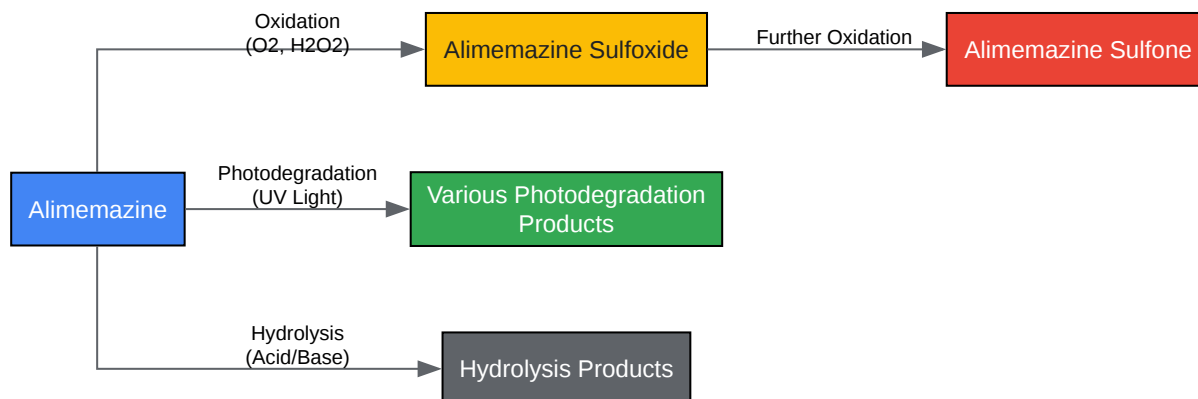 Oxidation
(O2, H2O2)
Alimemazine Sulfoxide
Further Oxidation
Alimemazine Sulfone
Alimemazine
Photodegradation
(UV Light)
Various Photodegradation
Products
Hydrolysis
(Acid/Base)
Hydrolysis Products